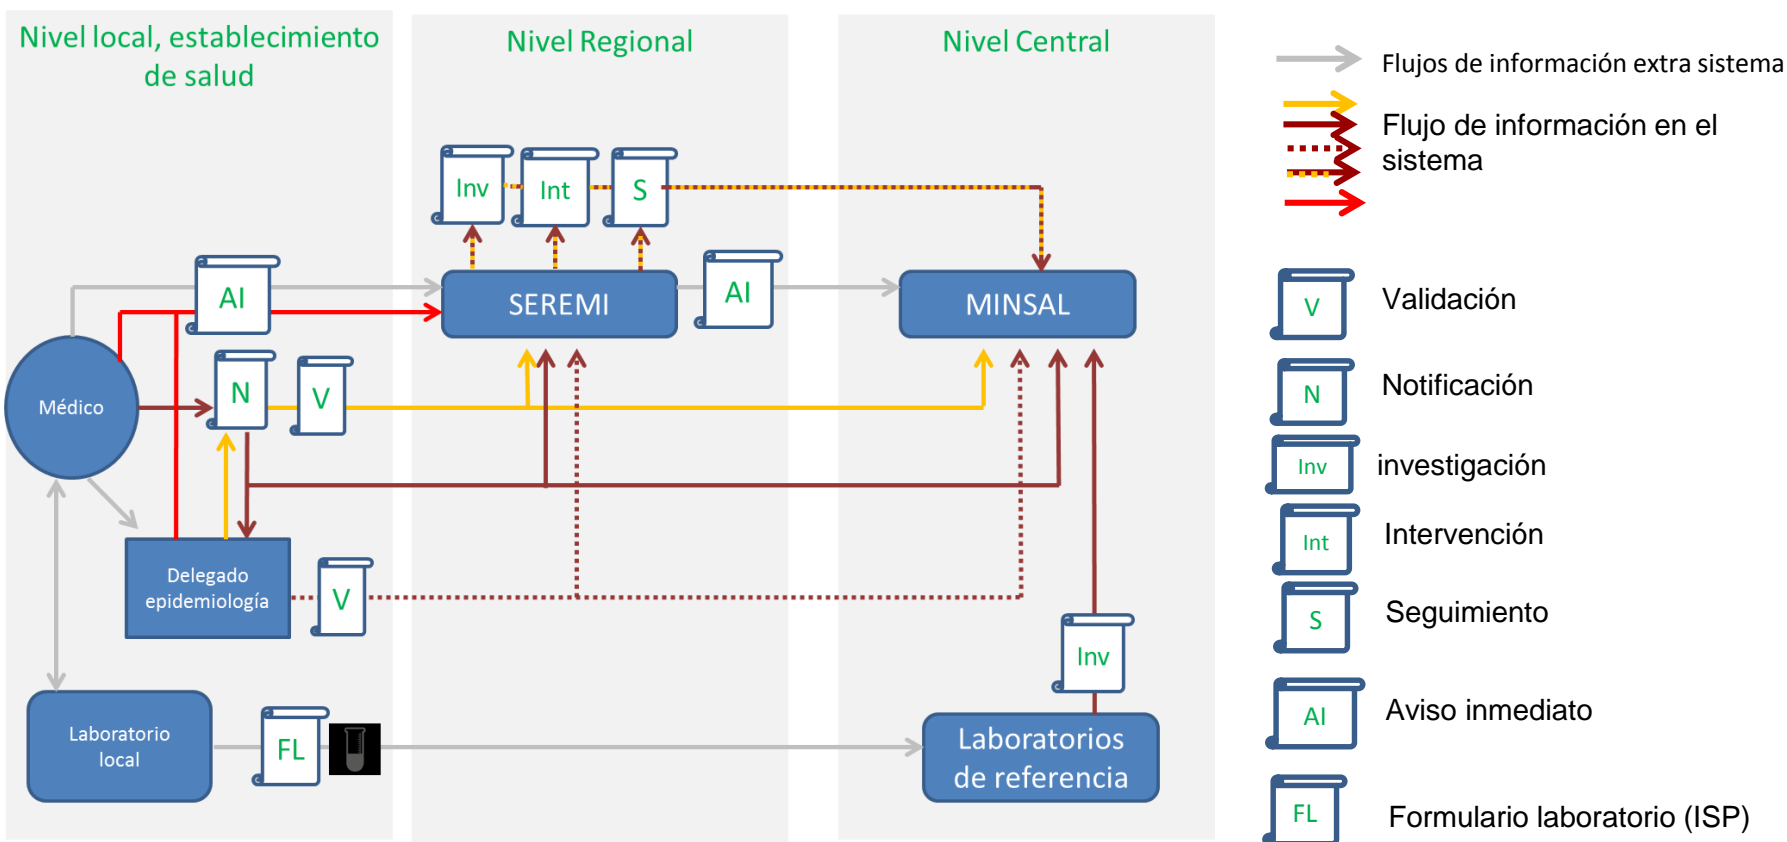 Nivel local, establecimiento
de salud
Nivel Regional
Nivel Central
Flujos de información extra sistema
Flujo de información en el
sistema
Inv
Int
S
AI
SEREMI
AI
MINSAL
V
Validación
Médico
N
V
N
Notificación
Inv
investigación
Int
Intervención
Delegado
epidemiología
V
S
Seguimiento
Inv
AI
Aviso inmediato
Laboratorio
local
FL
Laboratorios
de referencia
FL
Formulario laboratorio (ISP)